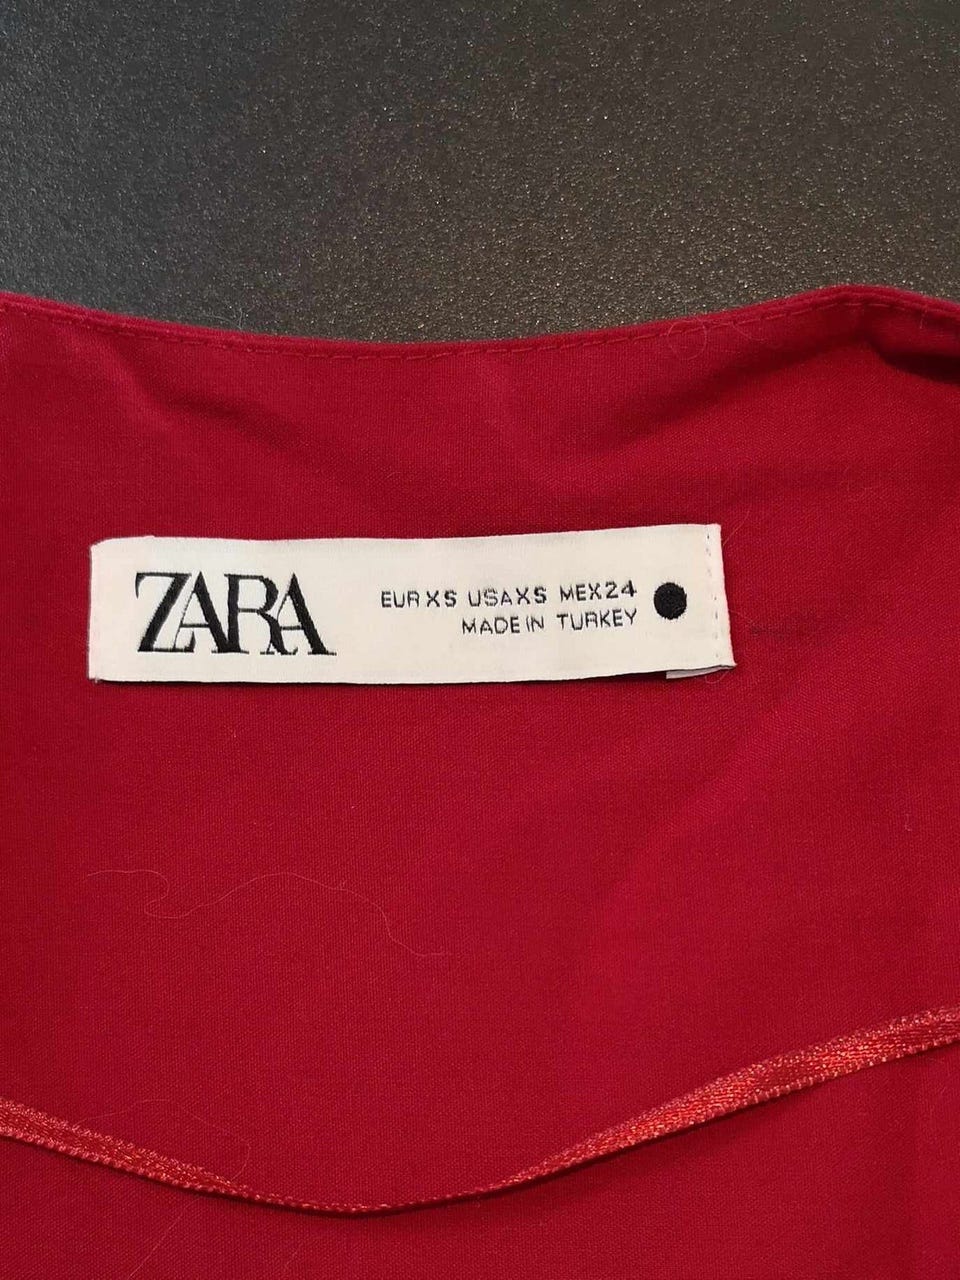 ZARA
EUR XS USA XS MEX 24
MADE IN TURKEY